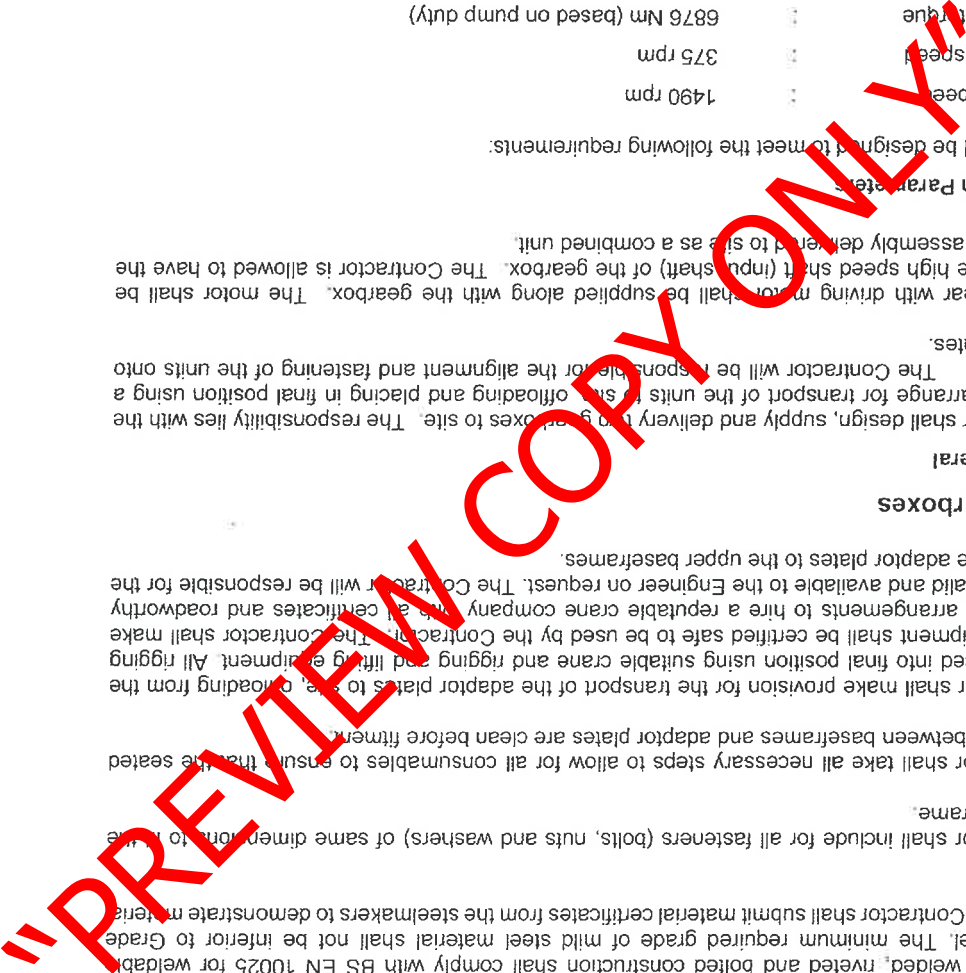 welded, riveted and bolted construction shall comply with BS EN 10025 for weldable
el. The minimum required grade of mild steel material shall not be inferior to Grade
Contractor shall submit material certificates from the steelmakers to demonstrate material
or shall include for all fasteners (bolts, nuts and washers) of same dimensions to fit the
rame.
or shall take all necessary steps to allow for all consumables to ensure that the seated
between baseframes and adaptor plates are clean before fitment.
r shall make provision for the transport of the adaptor plates to site, offloading from the
ed into final position using suitable crane and rigging and lifting equipment. All rigging
ipment shall be certified safe to be used by the Contractor. The Contractor shall make
arrangements to hire a reputable crane company with all certificates and roadworthy
alid and available to the Engineer on request. The Contractor will be responsible for the
e adaptor plates to the upper baseframes.
rboxes
eral
r shall design, supply and delivery two gearboxes to site. The responsibility lies with the
arrange for transport of the units to site, offloading and placing in final position using a
The Contractor will be responsible for the alignment and fastening of the units onto
ates.
ear with driving motor shall be supplied along with the gearbox. The motor shall be
e high speed shaft (input shaft) of the gearbox. The Contractor is allowed to have the
assembly delivered to site as a combined unit.
n Parameters
l be designed to meet the following requirements:
peed : 1490 rpm
speed : 375 rpm
torque : 6876 Nm (based on pump duty)
"PREVIEW COPY ONLY"